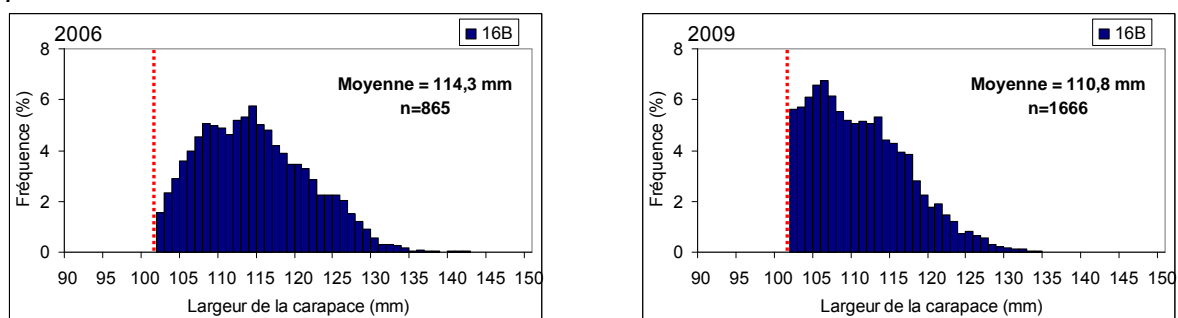 2006
16B
8
6
4
2
0
Fréquence (%)
Moyenne = 114,3 mm
n=865
90 95 100 105 110 115 120 125 130 135 140 145 150
Largeur de la carapace (mm)
2009
16B
8
6
4
2
0
Fréquence (%)
Moyenne = 110,8 mm
n=1666
90 95 100 105 110 115 120 125 130 135 140 145 150
Largeur de la carapace (mm)